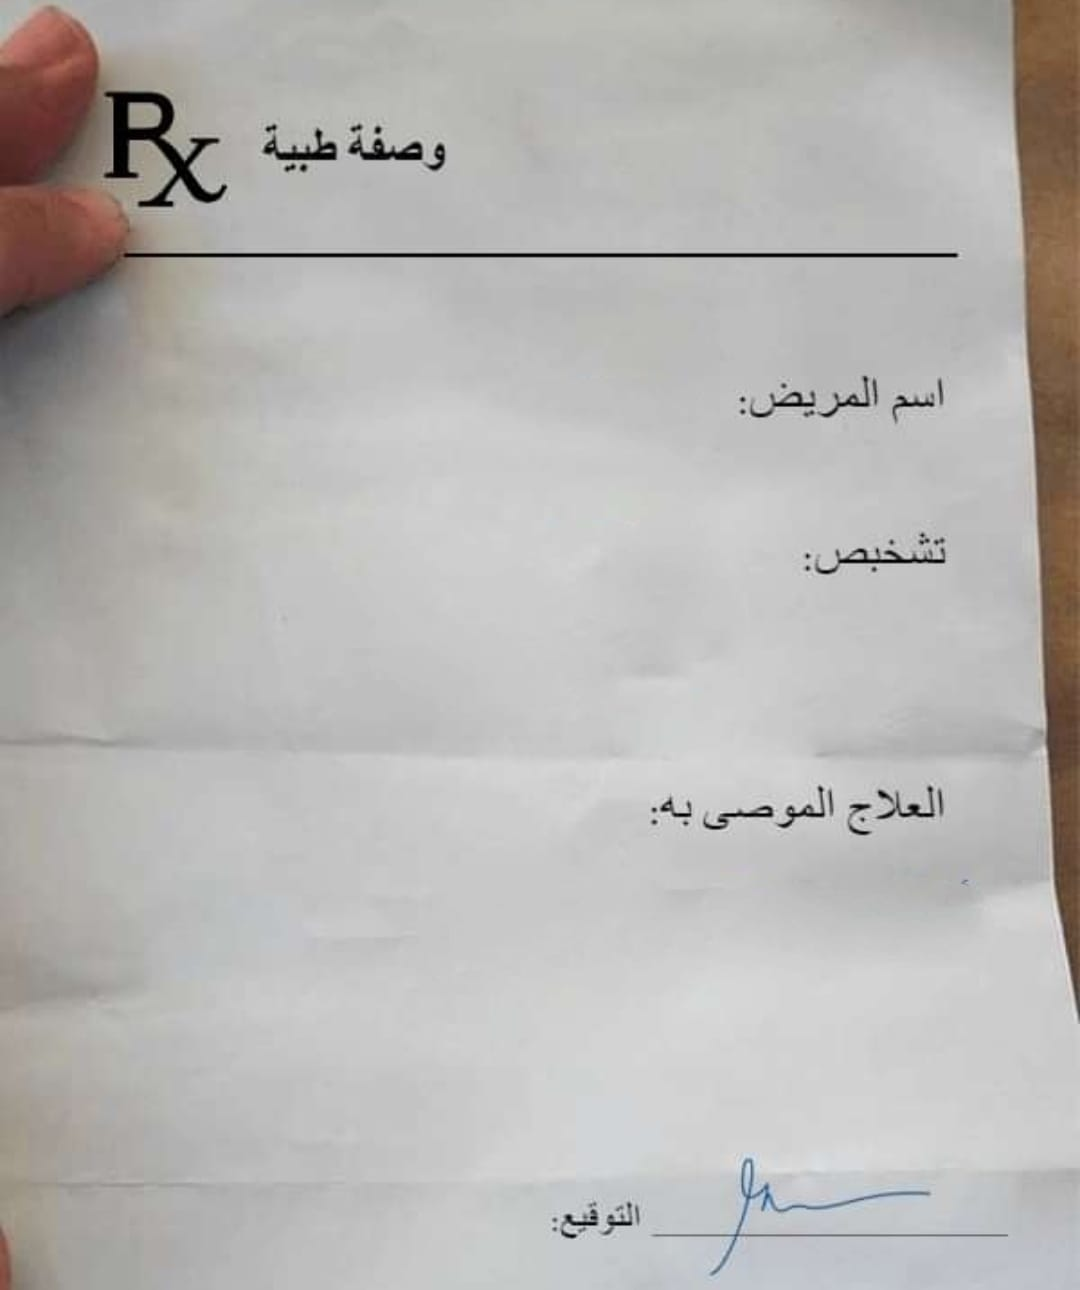 Rx وصفة طبية
اسم المريض:
تشخبص:
العلاج الموصى به:
التوقيع: